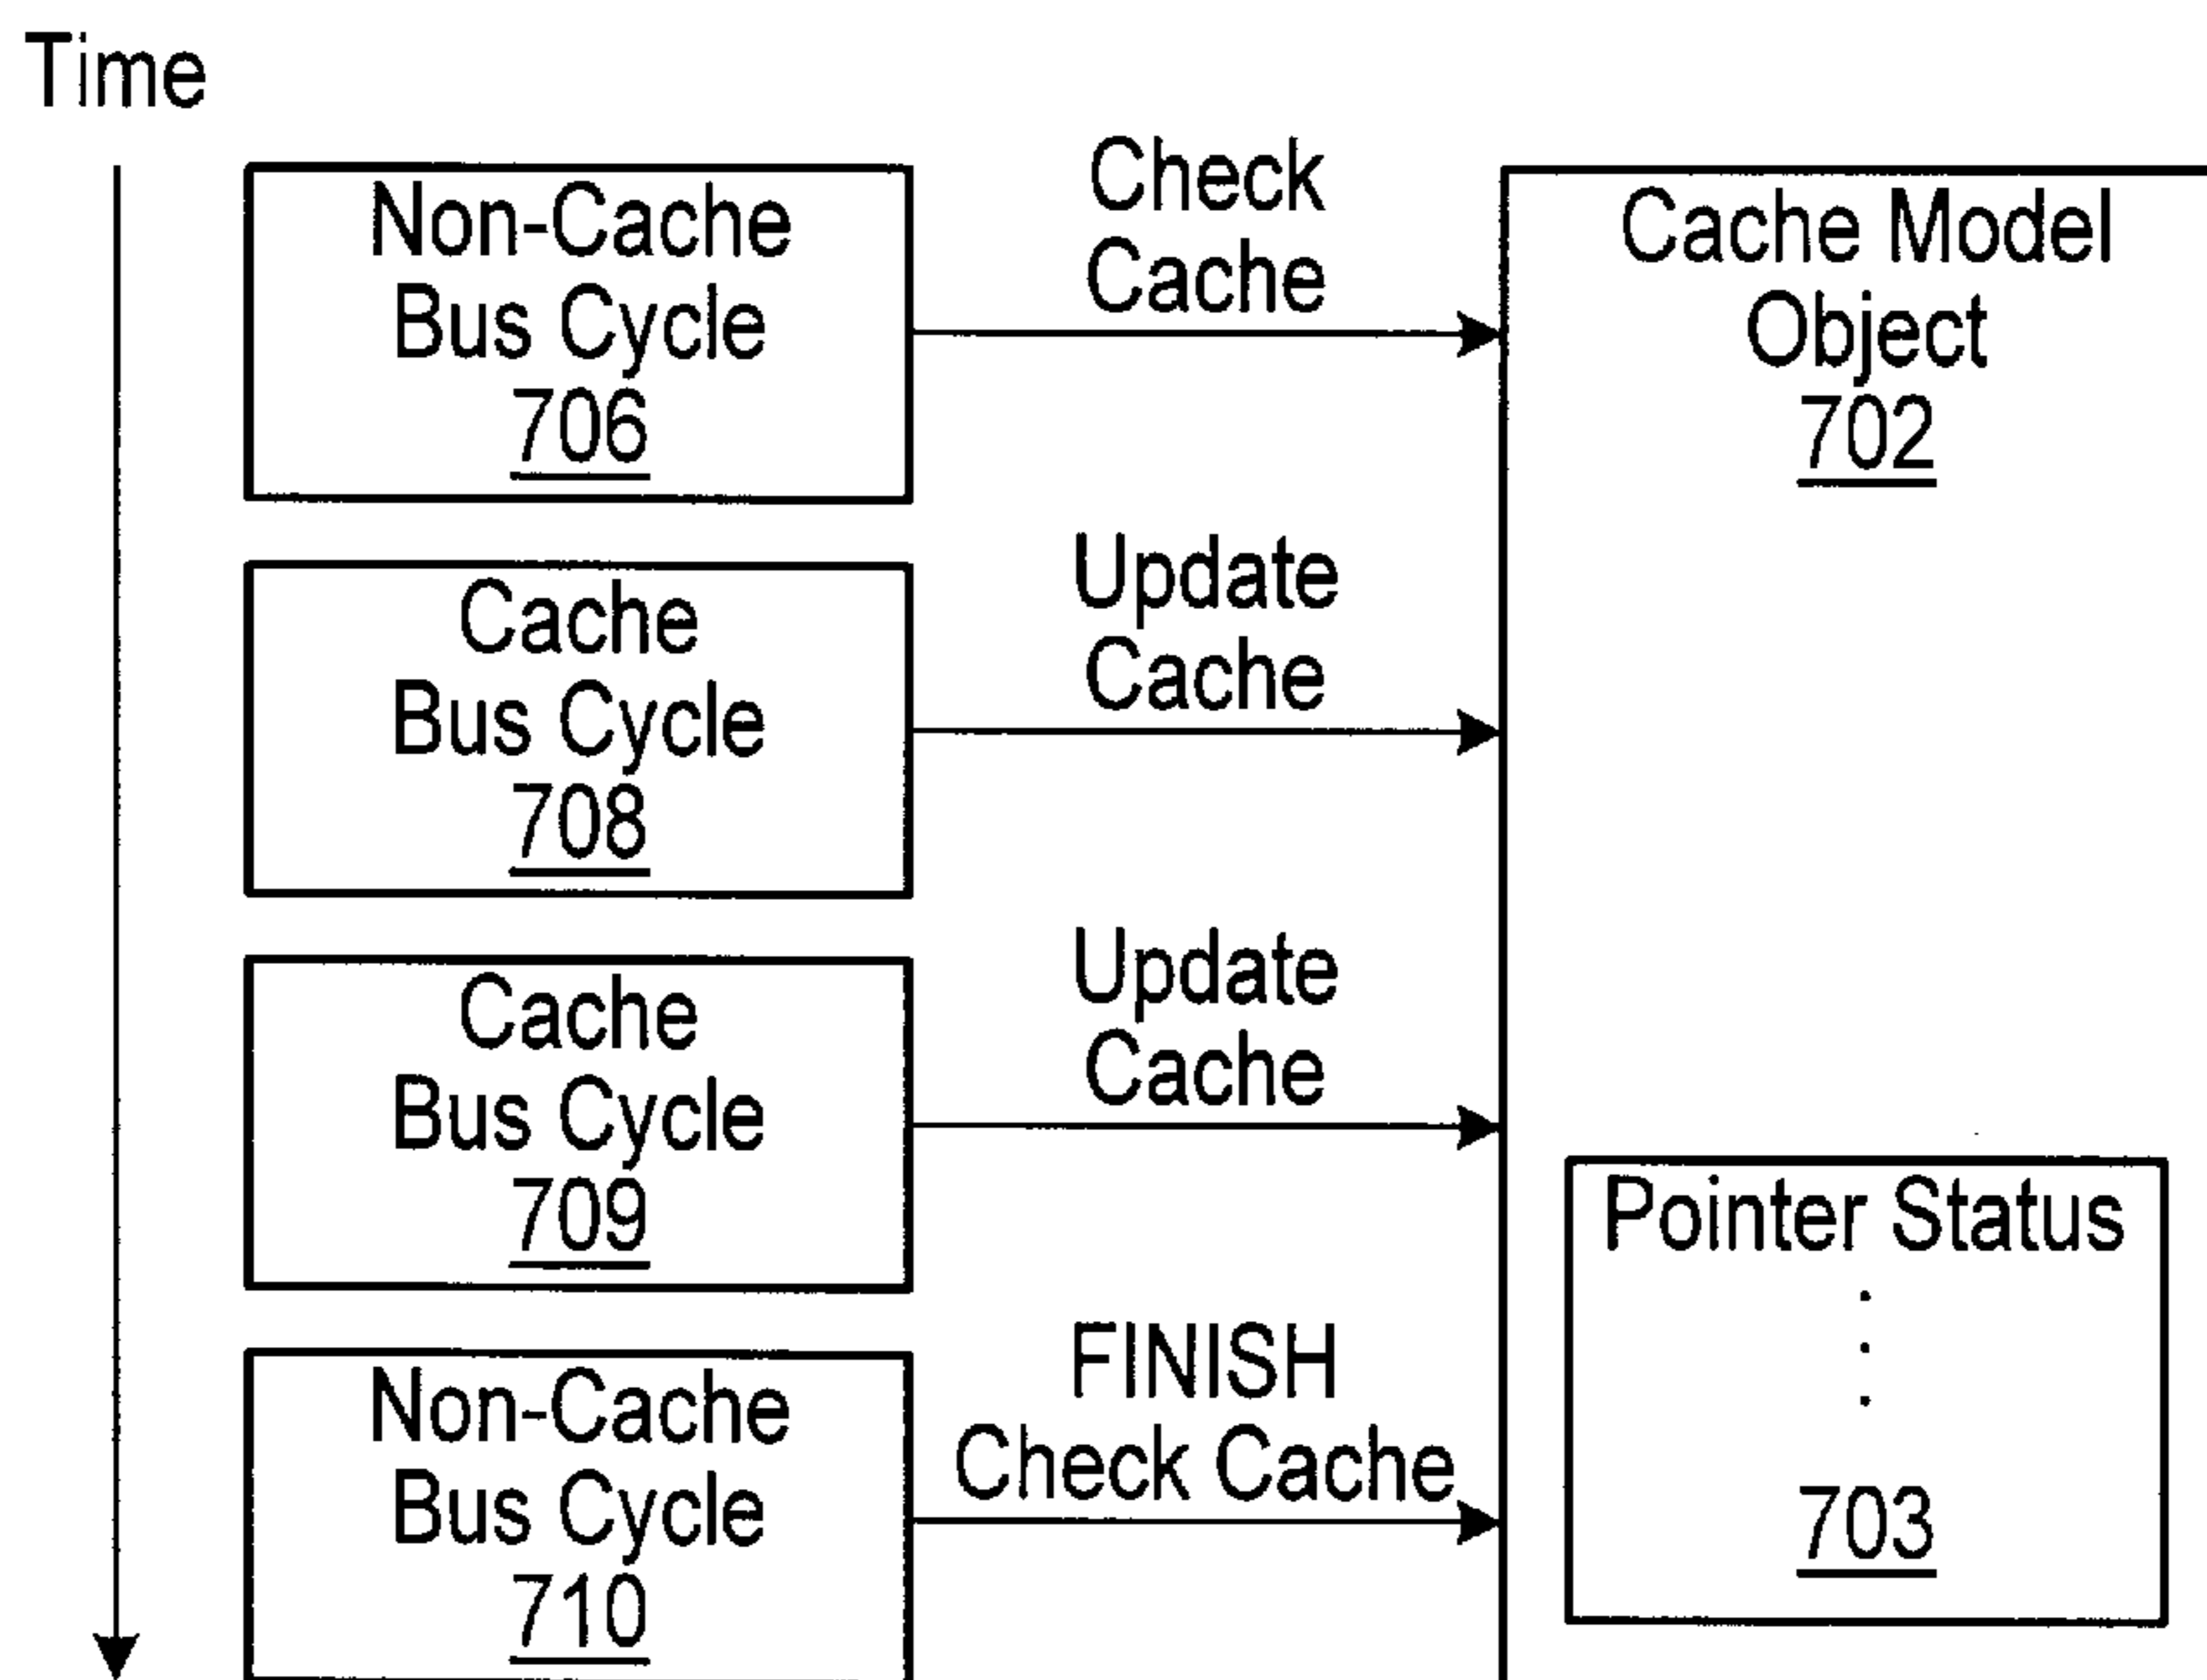 Time
Non-Cache
Bus Cycle
706
Check
Cache
Cache Model
Object
702
Cache
Bus Cycle
708
Update
Cache
Cache
Bus Cycle
709
Update
Cache
Pointer Status
703
Non-Cache
Bus Cycle
710
FINISH
Check Cache